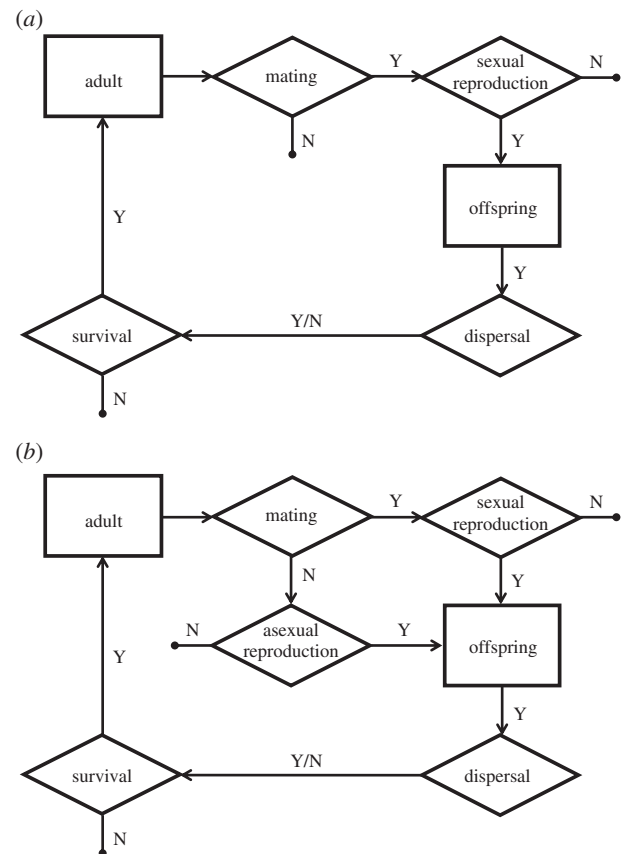 (a)
adult
mating
Y
sexual
reproduction
N
N
Y
offspring
Y
Y
survival
Y/N
dispersal
N
(b)
adult
mating
Y
sexual
reproduction
N
N
Y
N
asexual
reproduction
Y
offspring
Y
Y
survival
Y/N
dispersal
N